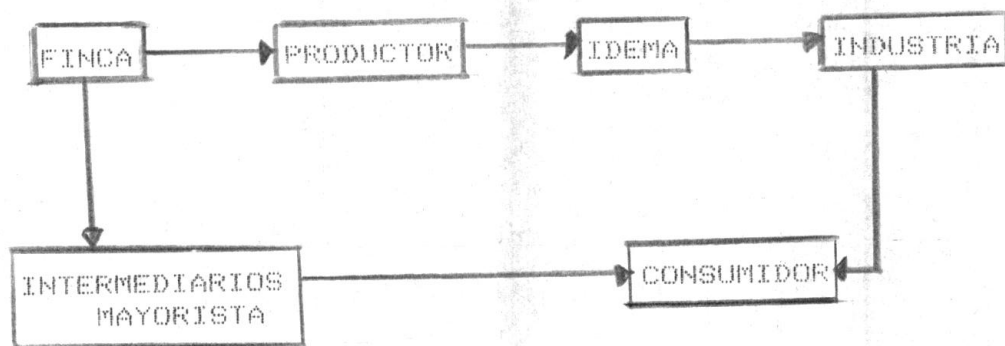 FINCA
PRODUCTOR
IDEMA
INDUSTRIA
INTERMEDIARIOS
MAYORISTA
CONSUMIDOR